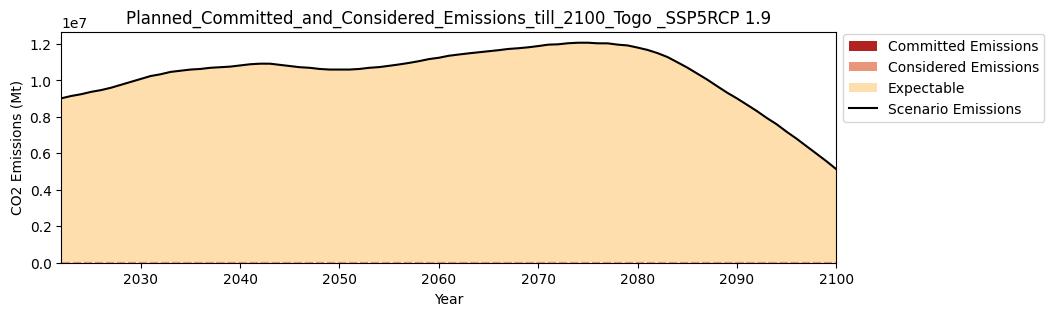 Planned_Committed_and_Considered_Emissions_till_2100_Togo _SSP5RCP 1.9
1e7
1.2
1.0
0.8
0.6
0.4
0.2
0.0
CO2 Emissions (Mt)
2030 2040 2050 2060 2070 2080 2090 2100
Year
Committed Emissions
Considered Emissions
Expectable
Scenario Emissions